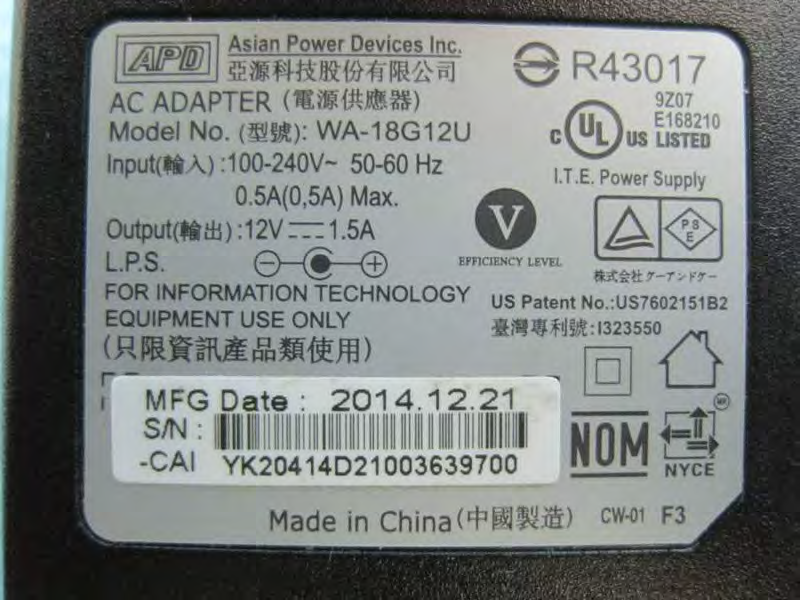 APD Asian Power Devices Inc.
亞源科技股份有限公司
R43017
AC ADAPTER (電源供應器)
Model No. (型號): WA-18G12U
Input(輸入) :100-240V~ 50-60 Hz
0.5A(0,5A) Max.
Output(輸出) :12V 1.5A
L.P.S.
FOR INFORMATION TECHNOLOGY
EQUIPMENT USE ONLY
(只限資訊產品類使用)
9Z07
E168210
C UL US LISTED
I.T.E. Power Supply
V
EFFICIENCY LEVEL
PS
E
株式会社 ケーアンドケー
US Patent No.:US7602151B2
臺灣專利號:I323550
MFG Date : 2014.12.21
S/N :
-CAI YK20414D21003639700
NOM
NYCE
Made in China(中國製造) CW-01 F3